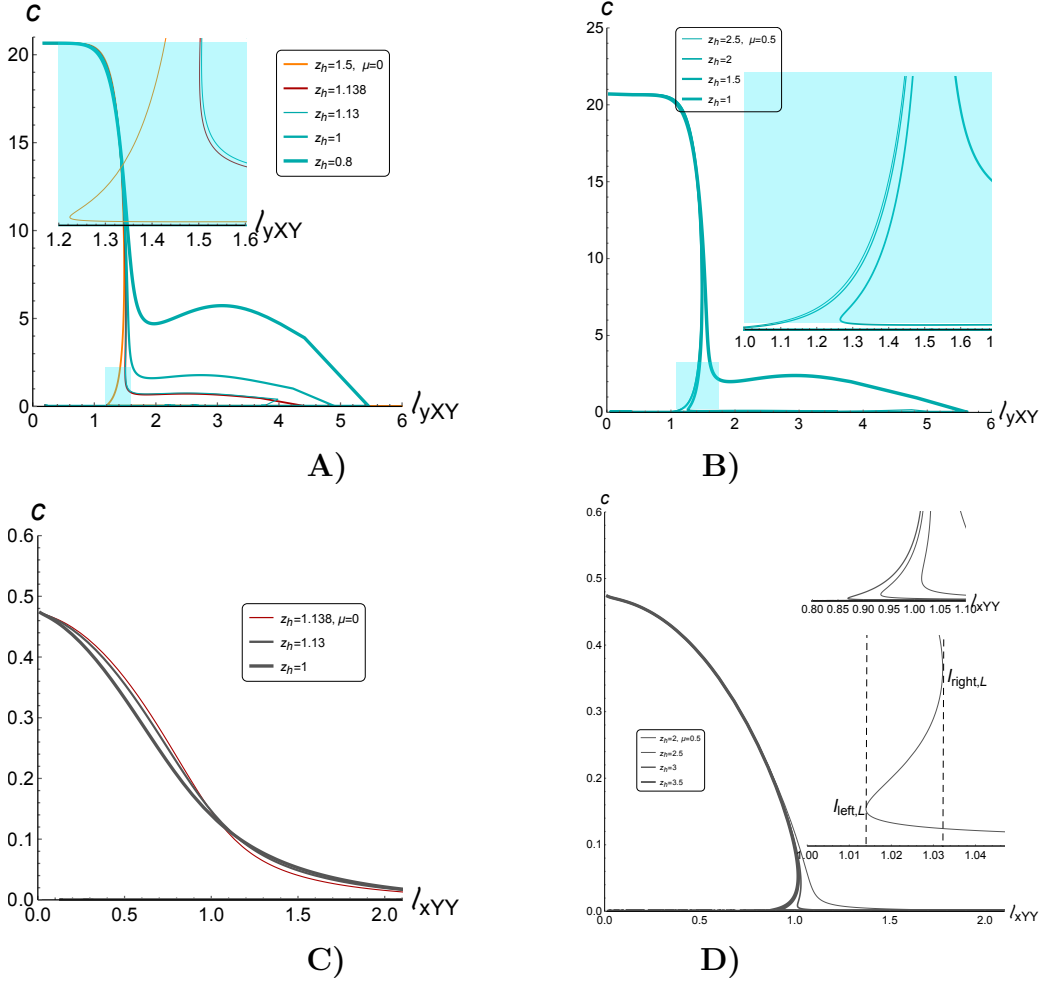 c
20
15
10
5
0
0 1 2 3 4 5 6
l yXY
1.2 1.3 1.4 1.5 1.6
l yXY
z_h=1.5, μ=0
z_h=1.138
z_h=1.13
z_h=1
z_h=0.8
A)
c
25
20
15
10
5
0
0 1 2 3 4 5 6
l yXY
z_h=2.5, μ=0.5
z_h=2
z_h=1.5
z_h=1
1.0 1.1 1.2 1.3 1.4 1.5 1.6
B)
c
0.6
0.5
0.4
0.3
0.2
0.1
0.0
0.0 0.5 1.0 1.5 2.0
l xYY
z_h=1.138, μ=0
z_h=1.13
z_h=1
C)
c
0.6
0.5
0.4
0.3
0.2
0.1
0.0
0.0 0.5 1.0 1.5 2.0
l xYY
0.80 0.85 0.90 0.95 1.00 1.05 1.10
l xYY
l right,L
l left,L
1.00 1.01 1.02 1.03 1.04
z_h=2, μ=0.5
z_h=2.5
z_h=3
z_h=3.5
D)